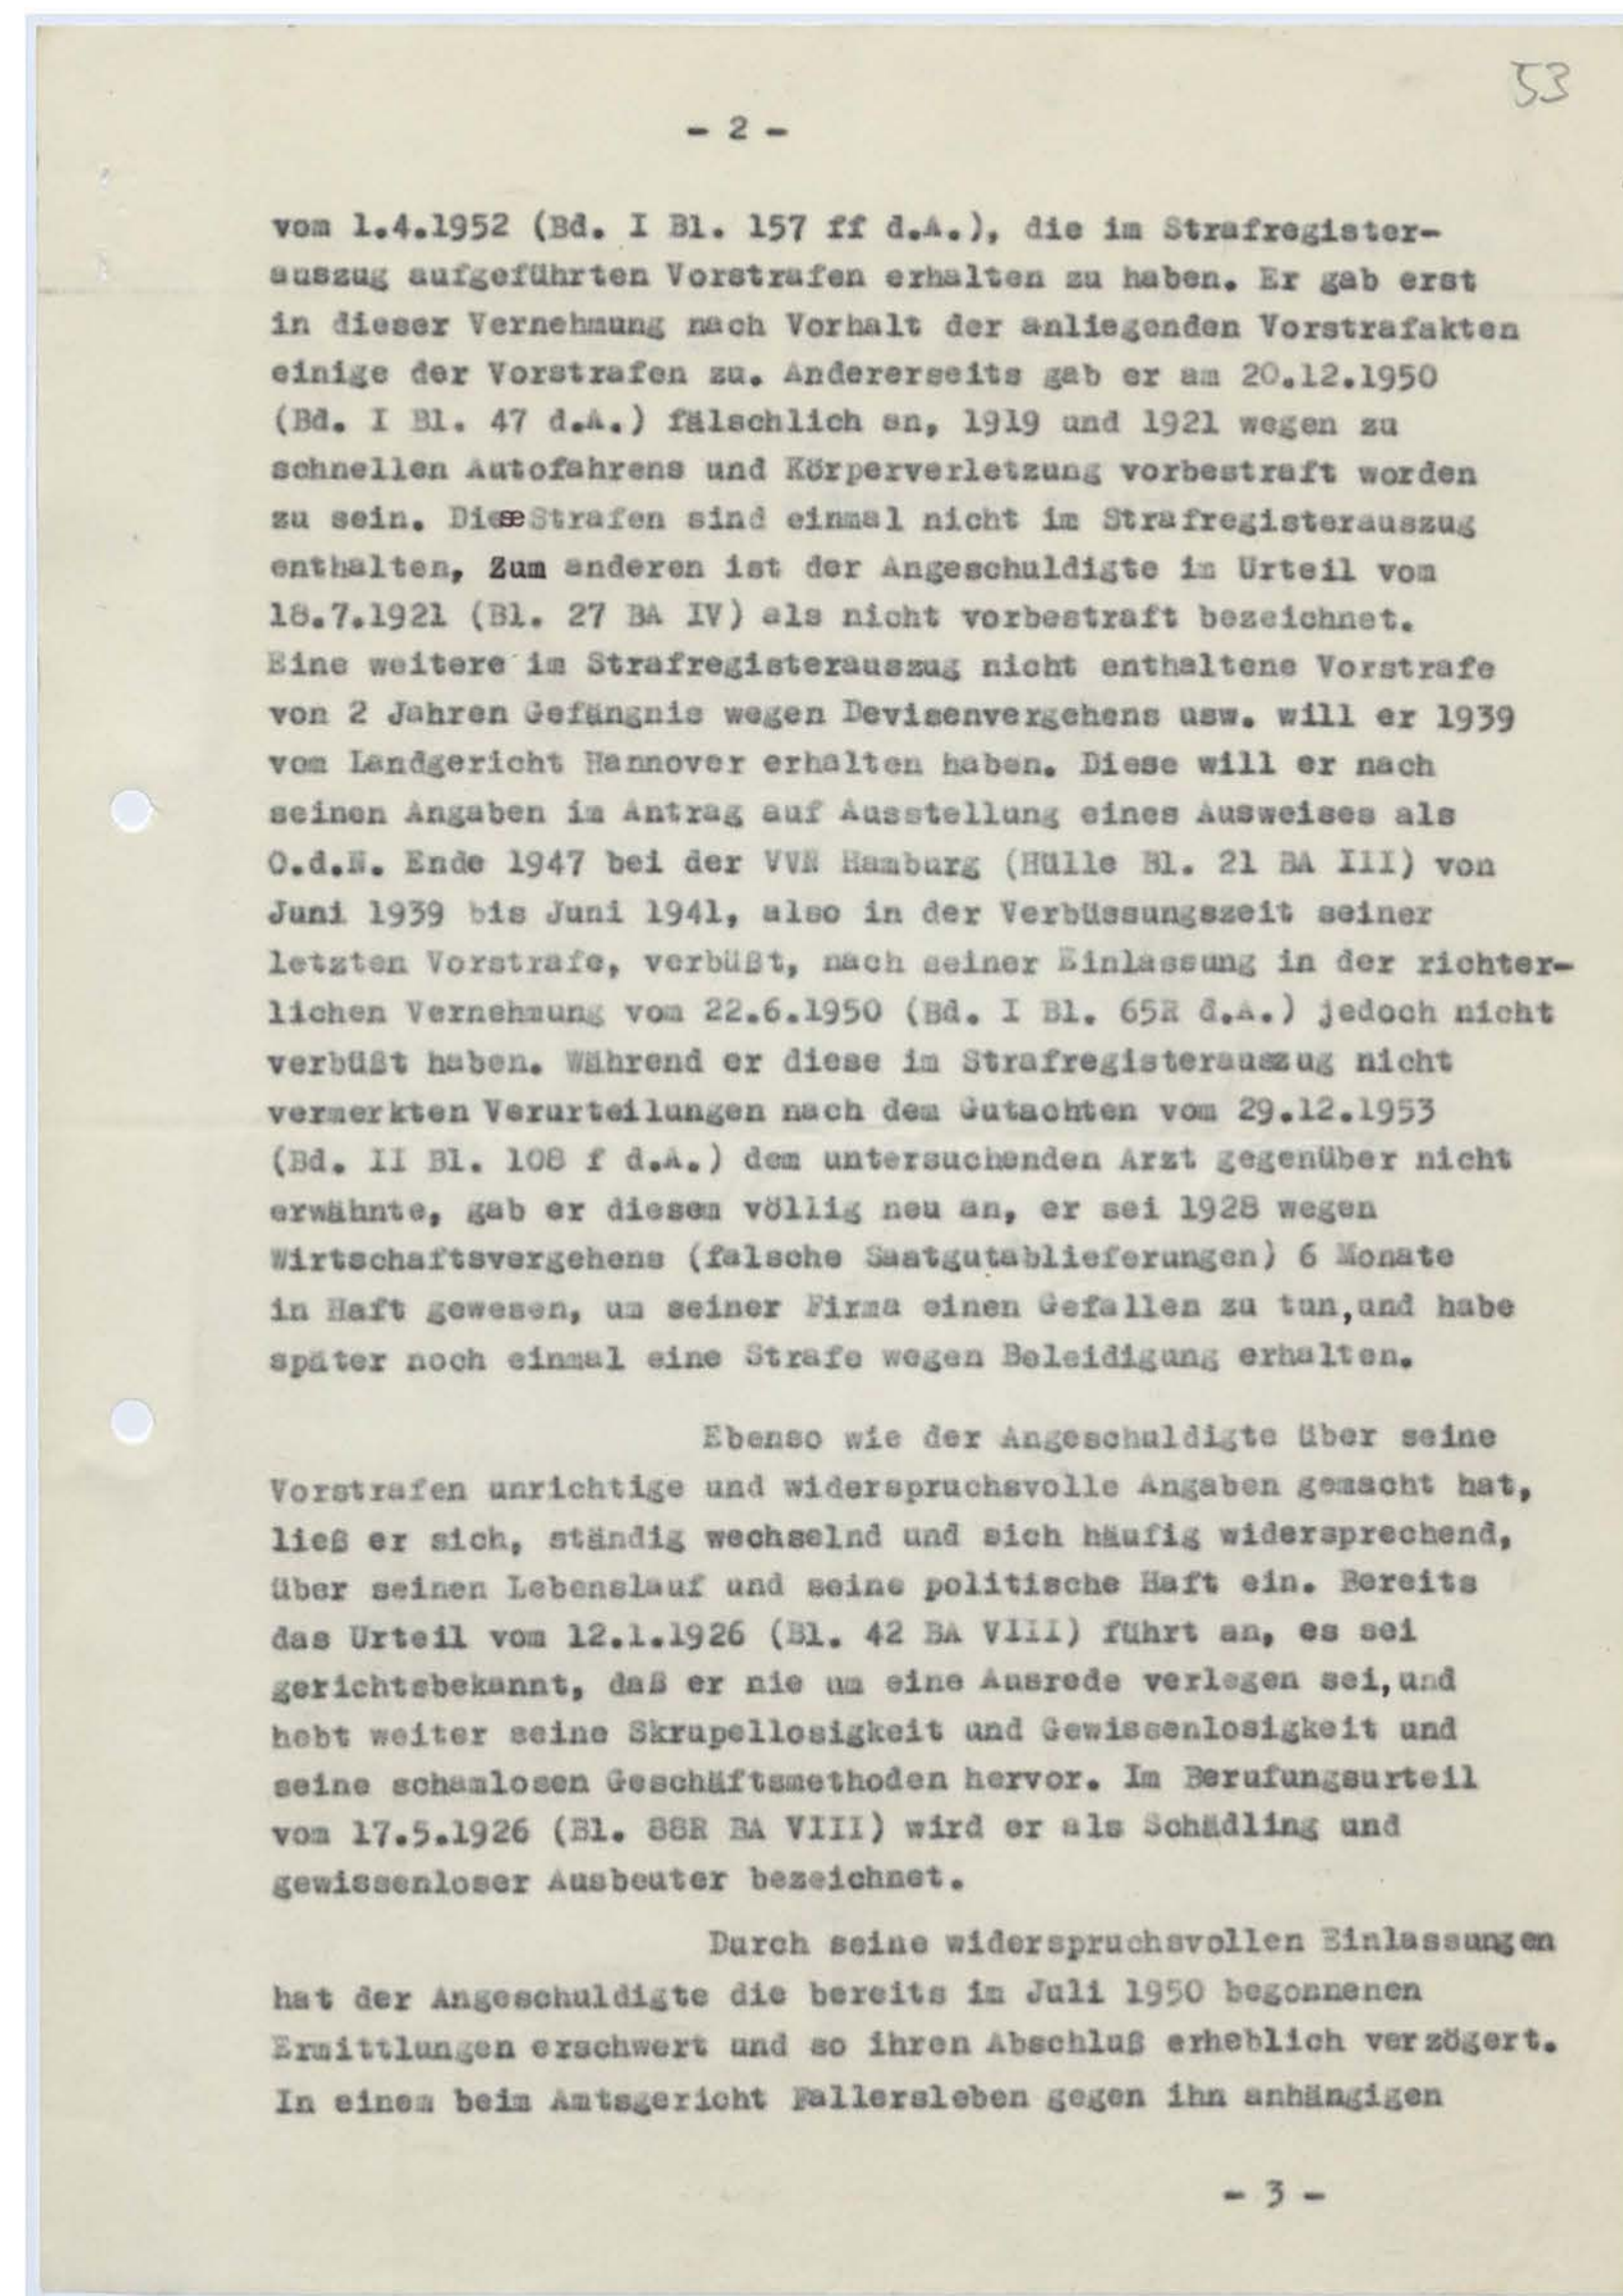 53
- 2 -
vom 1.4.1952 (Bd. I Bl. 157 ff d.A.), die im Strafregister-
auszug aufgeführten Vorstrafen erhalten zu haben. Er gab erst
in dieser Vernehmung nach Vorhalt der anliegenden Vorstrafakten
einige der Vorstrafen zu. Andererseits gab er am 20.12.1950
(Bd. I Bl. 47 d.A.) fälschlich an, 1919 und 1921 wegen zu
schnellen Autofahrens und Körperverletzung vorbestraft worden
zu sein. Diese Strafen sind einmal nicht im Strafregisterauszug
enthalten, Zum anderen ist der Angeschuldigte im Urteil vom
18.7.1921 (Bl. 27 BA IV) als nicht vorbestraft bezeichnet.
Eine weitere im Strafregisterauszug nicht enthaltene Vorstrafe
von 2 Jahren Gefängnis wegen Devisenvergehens usw. will er 1939
vom Landgericht Hannover erhalten haben. Diese will er nach
seinen Angaben im Antrag auf Ausstellung eines Ausweises als
O.d.N. Ende 1947 bei der VVN Hamburg (Hülle Bl. 21 BA III) von
Juni 1939 bis Juni 1941, also in der Verbüssungszeit seiner
letzten Vorstrafe, verbüßt, nach seiner Einlassung in der richter-
lichen Vernehmung vom 22.6.1950 (Bd. I Bl. 65R d.A.) jedoch nicht
verbüßt haben. Während er diese im Strafregisterauszug nicht
vermerkten Verurteilungen nach dem Gutachten vom 29.12.1953
(Bd. II Bl. 108 f d.A.) dem untersuchenden Arzt gegenüber nicht
erwähnte, gab er diesem völlig neu an, er sei 1928 wegen
Wirtschaftsvergehens (falsche Saatgutablieferungen) 6 Monate
in Haft gewesen, um seiner Firma einen Gefallen zu tun,und habe
später noch einmal eine Strafe wegen Beleidigung erhalten.
Ebenso wie der Angeschuldigte über seine
Vorstrafen unrichtige und widerspruchsvolle Angaben gemacht hat,
ließ er sich, ständig wechselnd und sich häufig widersprechend,
über seinen Lebenslauf und seine politische Haft ein. Bereits
das Urteil vom 12.1.1926 (Bl. 42 BA VIII) führt an, es sei
gerichtsbekannt, daß er nie um eine Ausrede verlegen sei,und
hebt weiter seine Skrupellosigkeit und Gewissenlosigkeit und
seine schamlosen Geschäftsmethoden hervor. Im Berufungsurteil
vom 17.5.1926 (Bl. 88R BA VIII) wird er als Schädling und
gewissenloser Ausbeuter bezeichnet.
Durch seine widerspruchsvollen Einlassungen
hat der Angeschuldigte die bereits im Juli 1950 begonnenen
Ermittlungen erschwert und so ihren Abschluß erheblich verzögert.
In einem beim Amtsgericht Fallersleben gegen ihn anhängigen
- 3 -